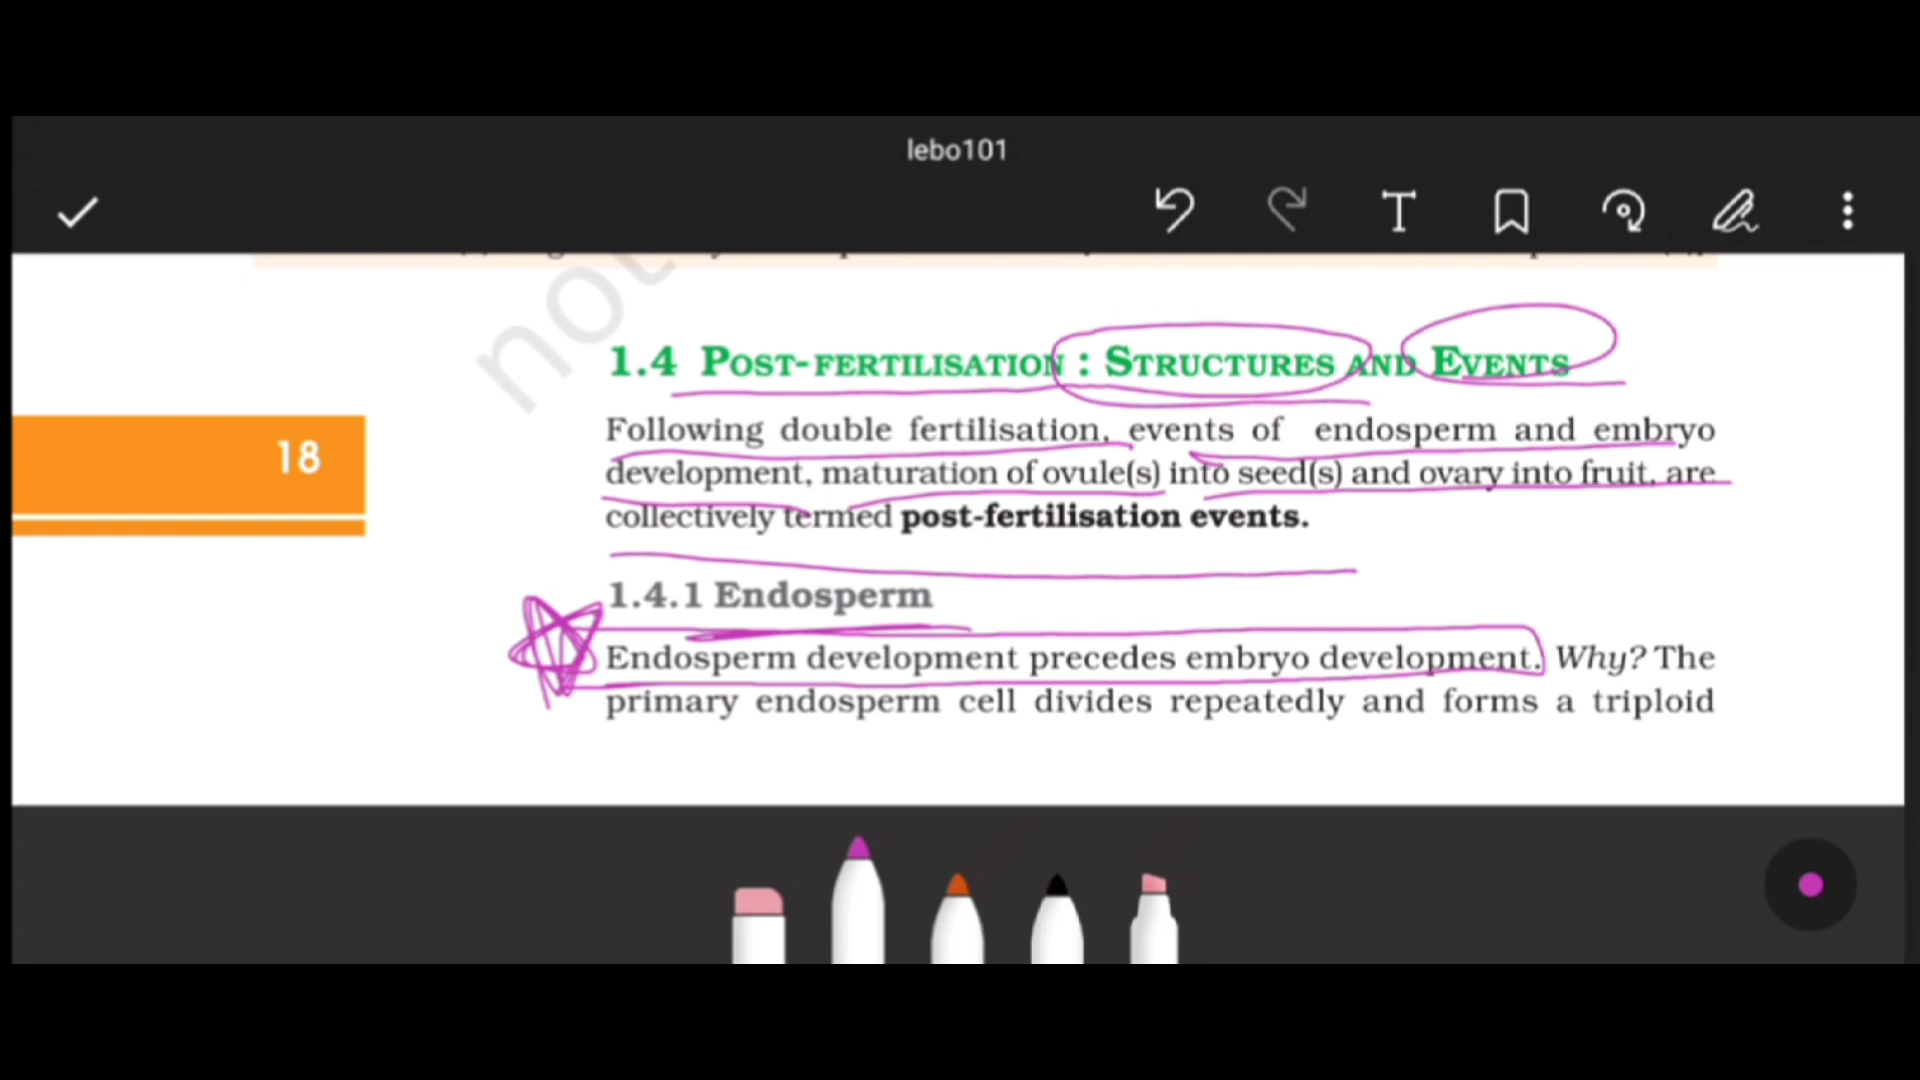 lebo101
not
1.4 POST-FERTILISATION : STRUCTURES AND EVENTS
18
Following double fertilisation, events of endosperm and embryo
development, maturation of ovule(s) into seed(s) and ovary into fruit, are
collectively termed post-fertilisation events.
1.4.1 Endosperm
Endosperm development precedes embryo development. Why? The
primary endosperm cell divides repeatedly and forms a triploid